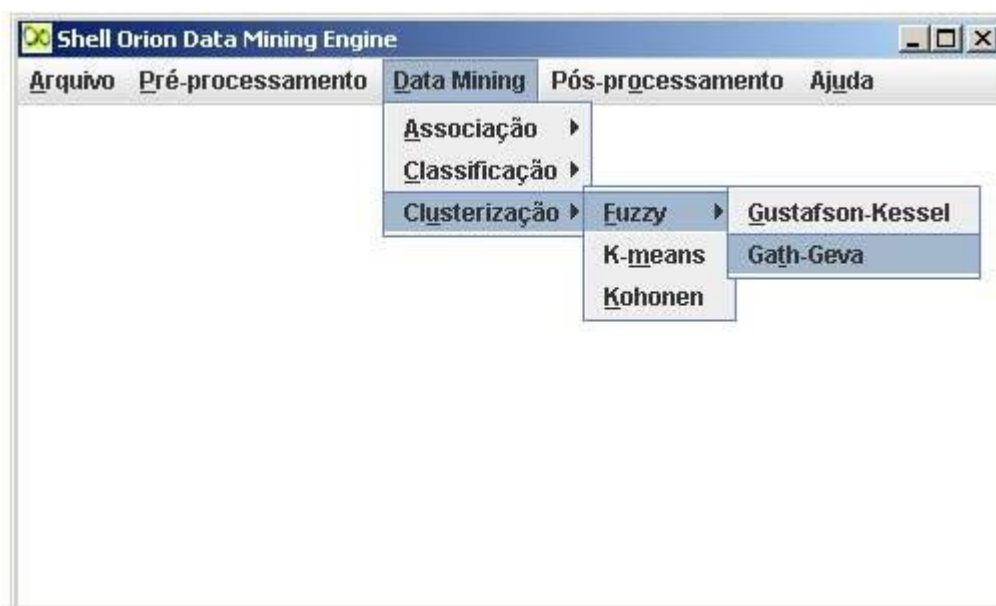 Shell Orion Data Mining Engine
Arquivo Pré-processamento Data Mining Pós-processamento Ajuda
Associação
Classificação
Clusterização Fuzzy Gustafson-Kessel
K-means Gath-Geva
Kohonen